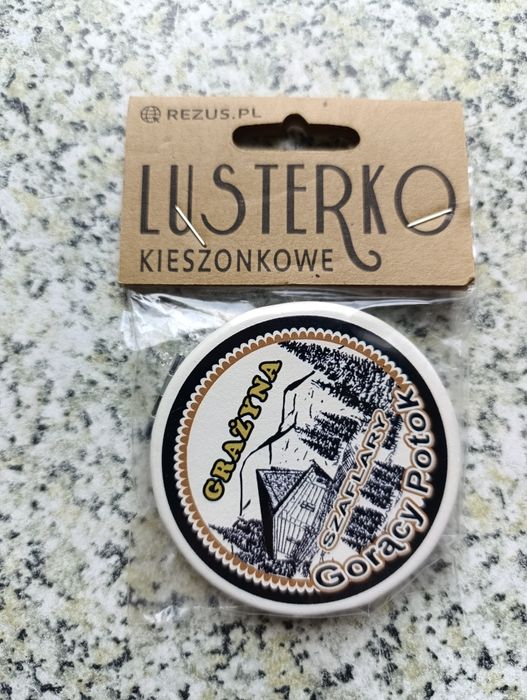 REZUS.PL
LUSTERKO
KIESZONKOWE
GRAŻYNA
SZAFLARY
Gorący Potok